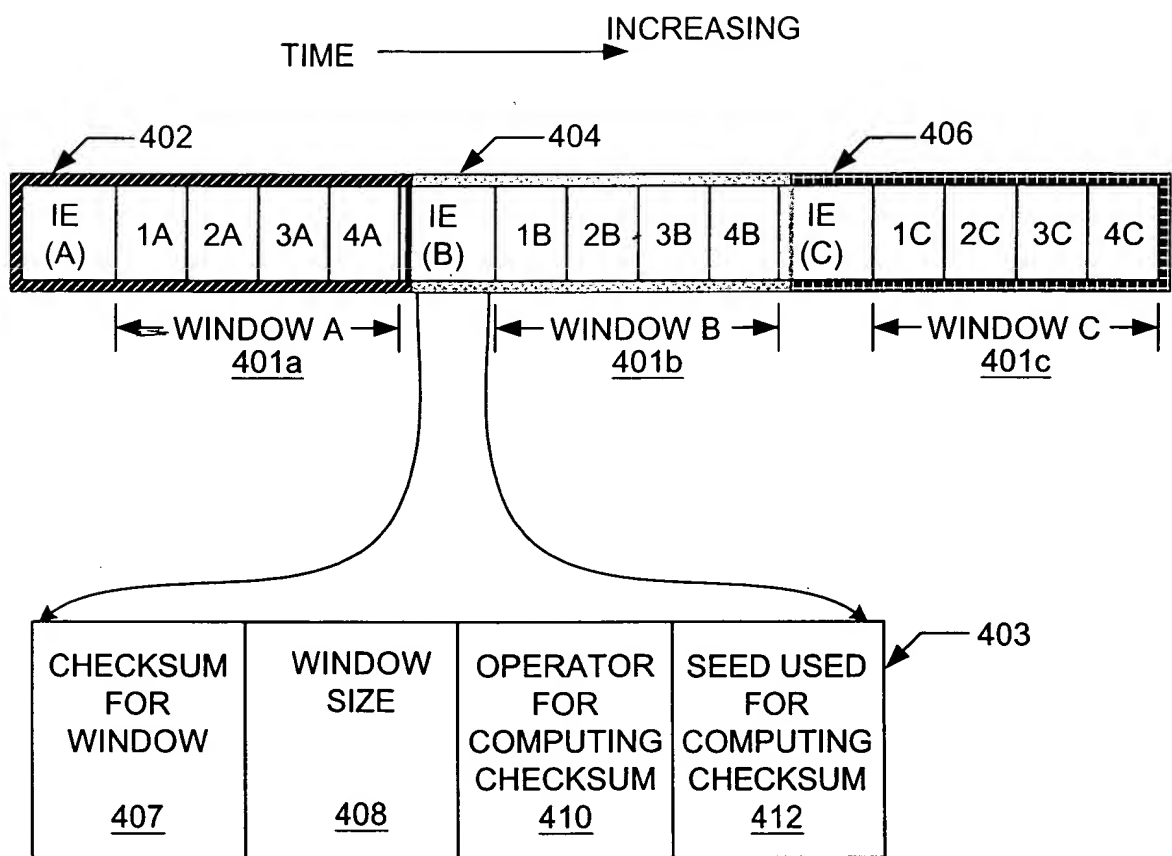 TIME INCREASING
402 404 406
IE (A) 1A 2A 3A 4A IE (B) 1B 2B 3B 4B IE (C) 1C 2C 3C 4C
WINDOW A WINDOW B WINDOW C
401a 401b 401c
403
CHECKSUM FOR WINDOW
407
WINDOW SIZE
408
OPERATOR FOR COMPUTING CHECKSUM
410
SEED USED FOR COMPUTING CHECKSUM
412